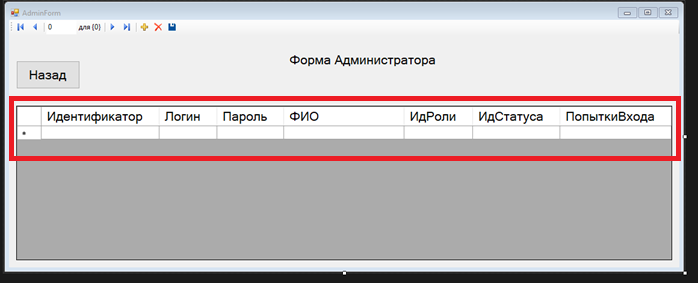 AdminForm
0 для {0}
Форма Администратора
Назад
Идентификатор Логин Пароль ФИО ИдРоли ИдСтатуса ПопыткиВхода